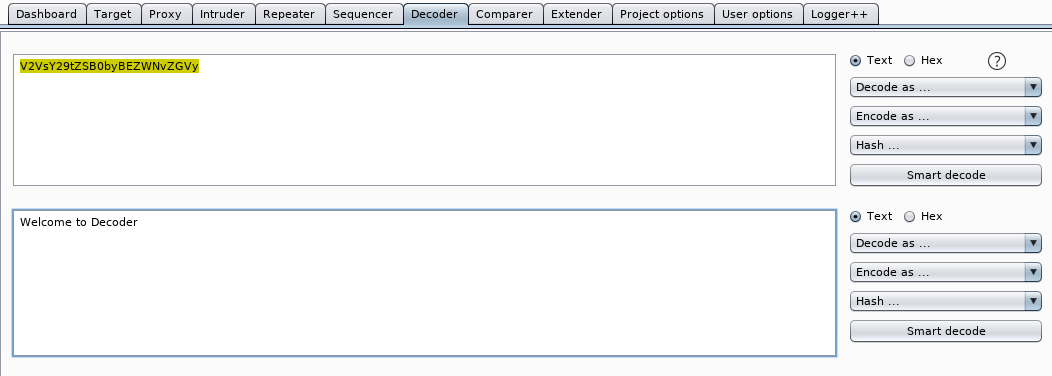 Dashboard Target Proxy Intruder Repeater Sequencer Decoder Comparer Extender Project options User options Logger++
V2VsY29tZSB0byBEZWNvZGVy
Text Hex ?
Decode as ...
Encode as ...
Hash ...
Smart decode
Welcome to Decoder
Text Hex
Decode as ...
Encode as ...
Hash ...
Smart decode